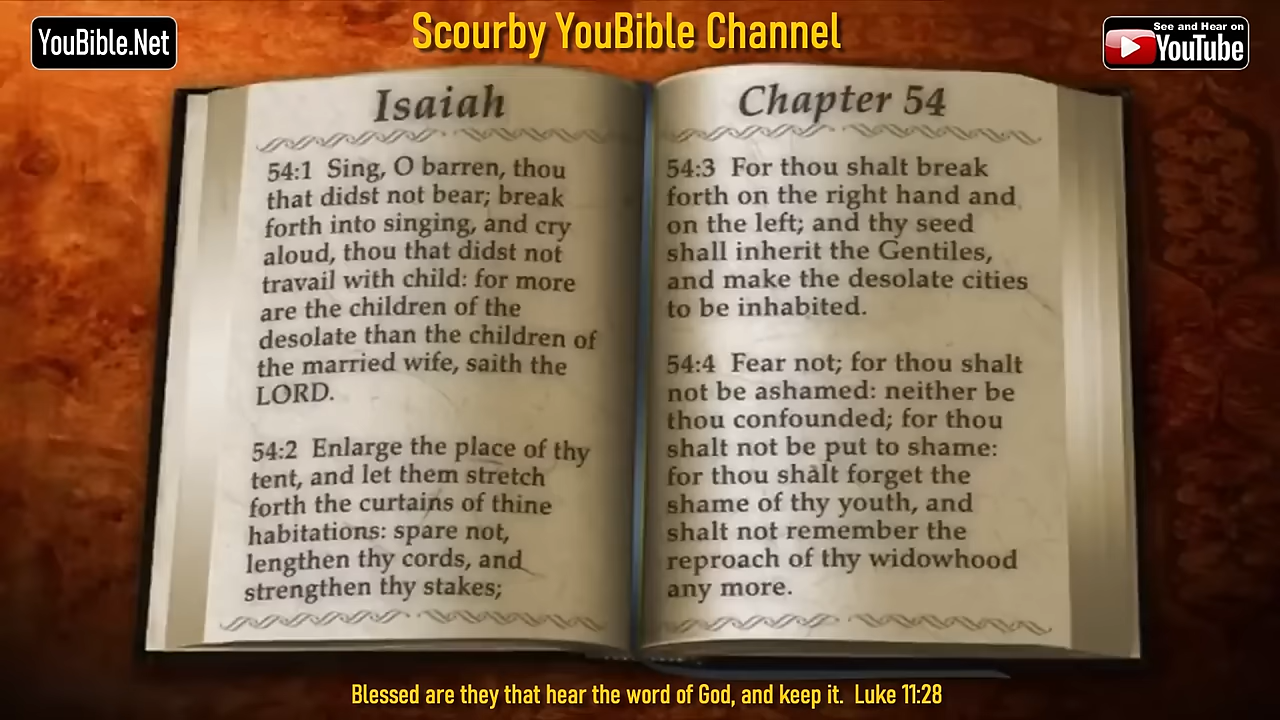 YouBible.Net
Scourby YouBible Channel
See and Hear on
YouTube
Isaiah
54:1 Sing, O barren, thou
that didst not bear; break
forth into singing, and cry
aloud, thou that didst not
travail with child: for more
are the children of the
desolate than the children of
the married wife, saith the
LORD.
54:2 Enlarge the place of thy
tent, and let them stretch
forth the curtains of thine
habitations: spare not,
lengthen thy cords, and
strengthen thy stakes;
Chapter 54
54:3 For thou shalt break
forth on the right hand and
on the left; and thy seed
shall inherit the Gentiles,
and make the desolate cities
to be inhabited.
54:4 Fear not; for thou shalt
not be ashamed: neither be
thou confounded; for thou
shalt not be put to shame:
for thou shalt forget the
shame of thy youth, and
shalt not remember the
reproach of thy widowhood
any more.
Blessed are they that hear the word of God, and keep it. Luke 11:28